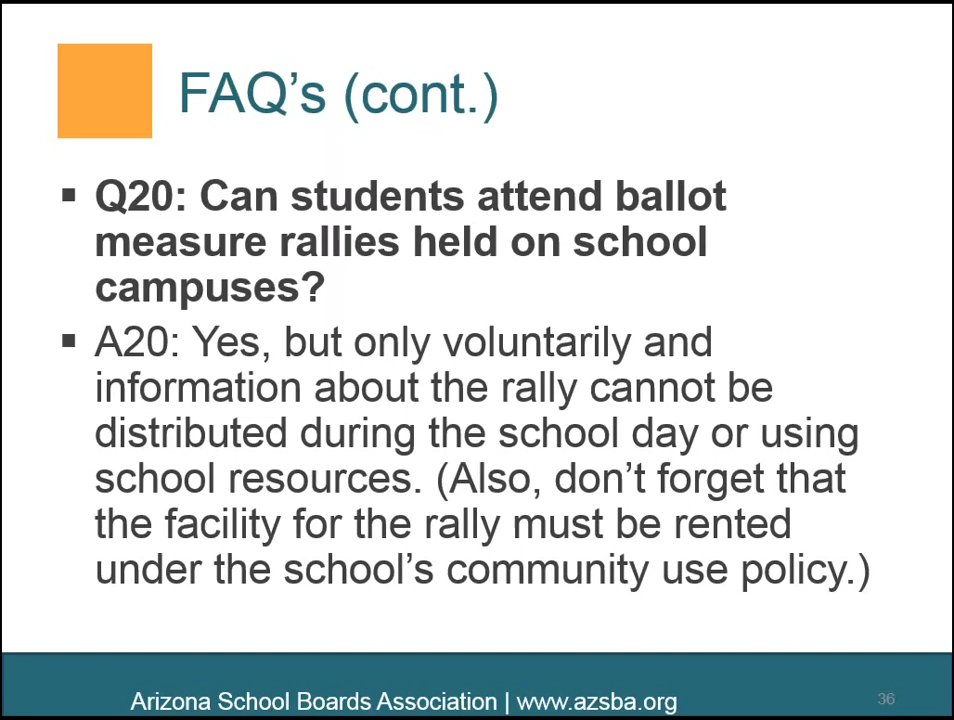 FAQ’s (cont.)
▪ Q20: Can students attend ballot
measure rallies held on school
campuses?
▪ A20: Yes, but only voluntarily and
information about the rally cannot be
distributed during the school day or using
school resources. (Also, don’t forget that
the facility for the rally must be rented
under the school’s community use policy.)
Arizona School Boards Association | www.azsba.org
36